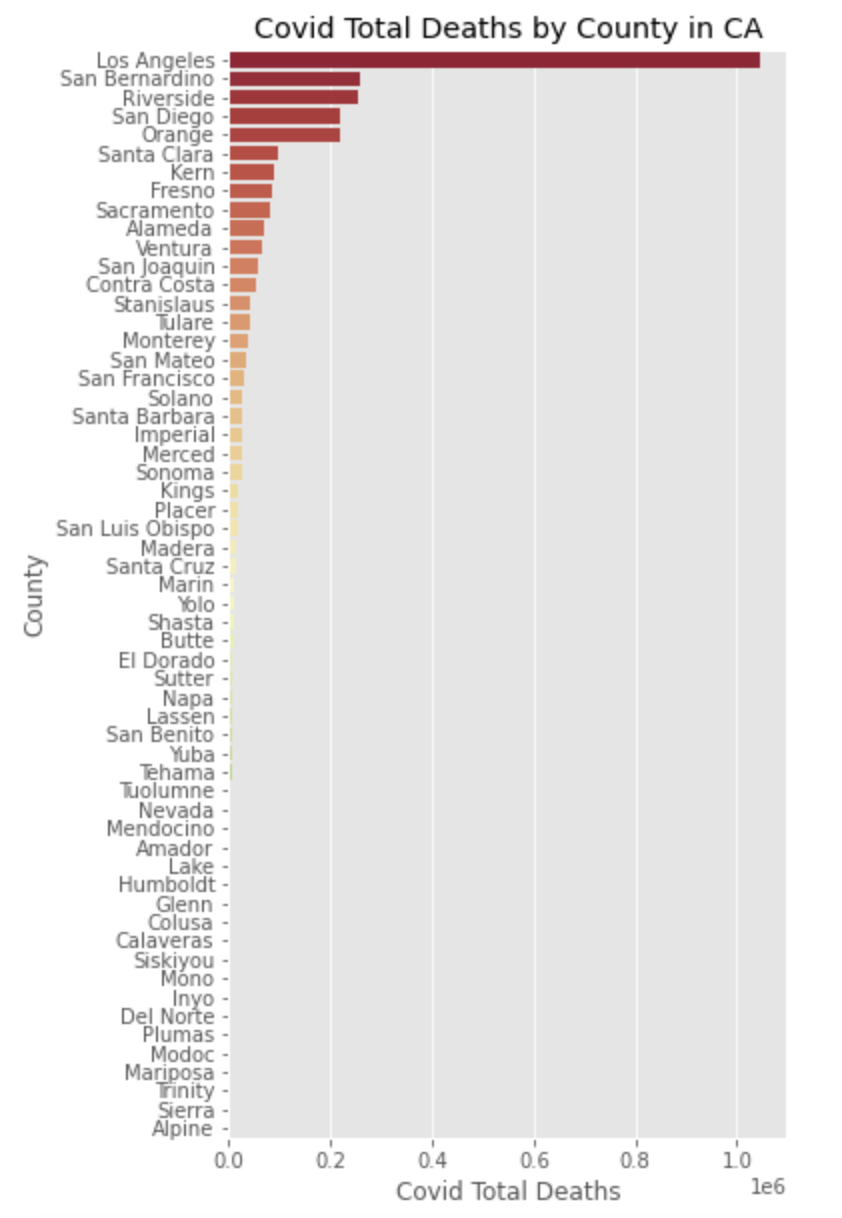 Covid Total Deaths by County in CA
Los Angeles
San Bernardino
Riverside
San Diego
Orange
Santa Clara
Kern
Fresno
Sacramento
Alameda
Ventura
San Joaquin
Contra Costa
Stanislaus
Tulare
Monterey
San Mateo
San Francisco
Solano
Santa Barbara
Imperial
Merced
Sonoma
Kings
Placer
San Luis Obispo
Madera
Santa Cruz
Marin
Yolo
Shasta
Butte
El Dorado
Sutter
Napa
Lassen
San Benito
Yuba
Tehama
Tuolumne
Nevada
Mendocino
Amador
Lake
Humboldt
Glenn
Colusa
Calaveras
Siskiyou
Mono
Inyo
Del Norte
Plumas
Modoc
Mariposa
Trinity
Sierra
Alpine
County
0.0 0.2 0.4 0.6 0.8 1.0
1e6
Covid Total Deaths